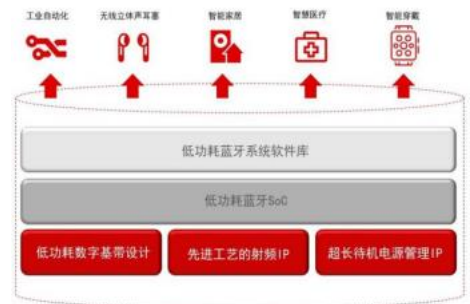 工业自动化
无线立体声耳塞
智能家居
智慧医疗
智能穿戴
低功耗蓝牙系统软件库
低功耗蓝牙SoC
低功耗数字基带设计
先进工艺的射频IP
超长待机电源管理IP